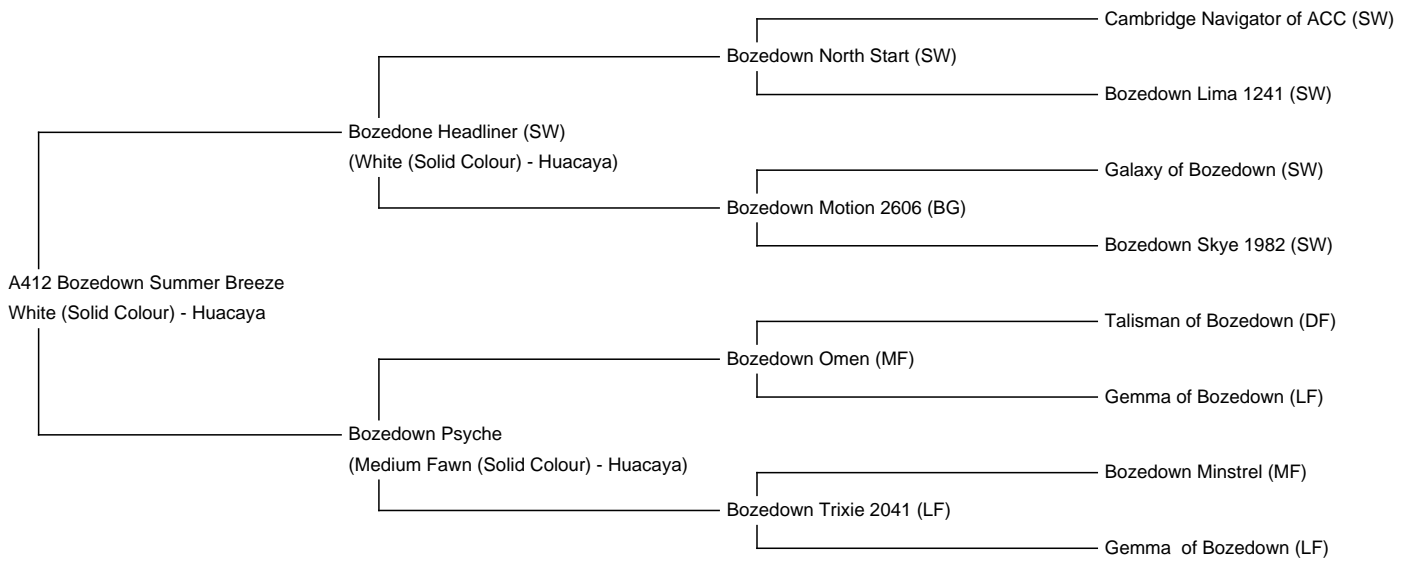 Cambridge Navigator of ACC (SW)
Bozedown North Start (SW)
Bozedown Lima 1241 (SW)
Bozedone Headliner (SW)
(White (Solid Colour) - Huacaya)
Galaxy of Bozedown (SW)
Bozedown Motion 2606 (BG)
Bozedown Skye 1982 (SW)
A412 Bozedown Summer Breeze
White (Solid Colour) - Huacaya
Talisman of Bozedown (DF)
Bozedown Omen (MF)
Gemma of Bozedown (LF)
Bozedown Psyche
(Medium Fawn (Solid Colour) - Huacaya)
Bozedown Minstrel (MF)
Bozedown Trixie 2041 (LF)
Gemma  of Bozedown (LF)